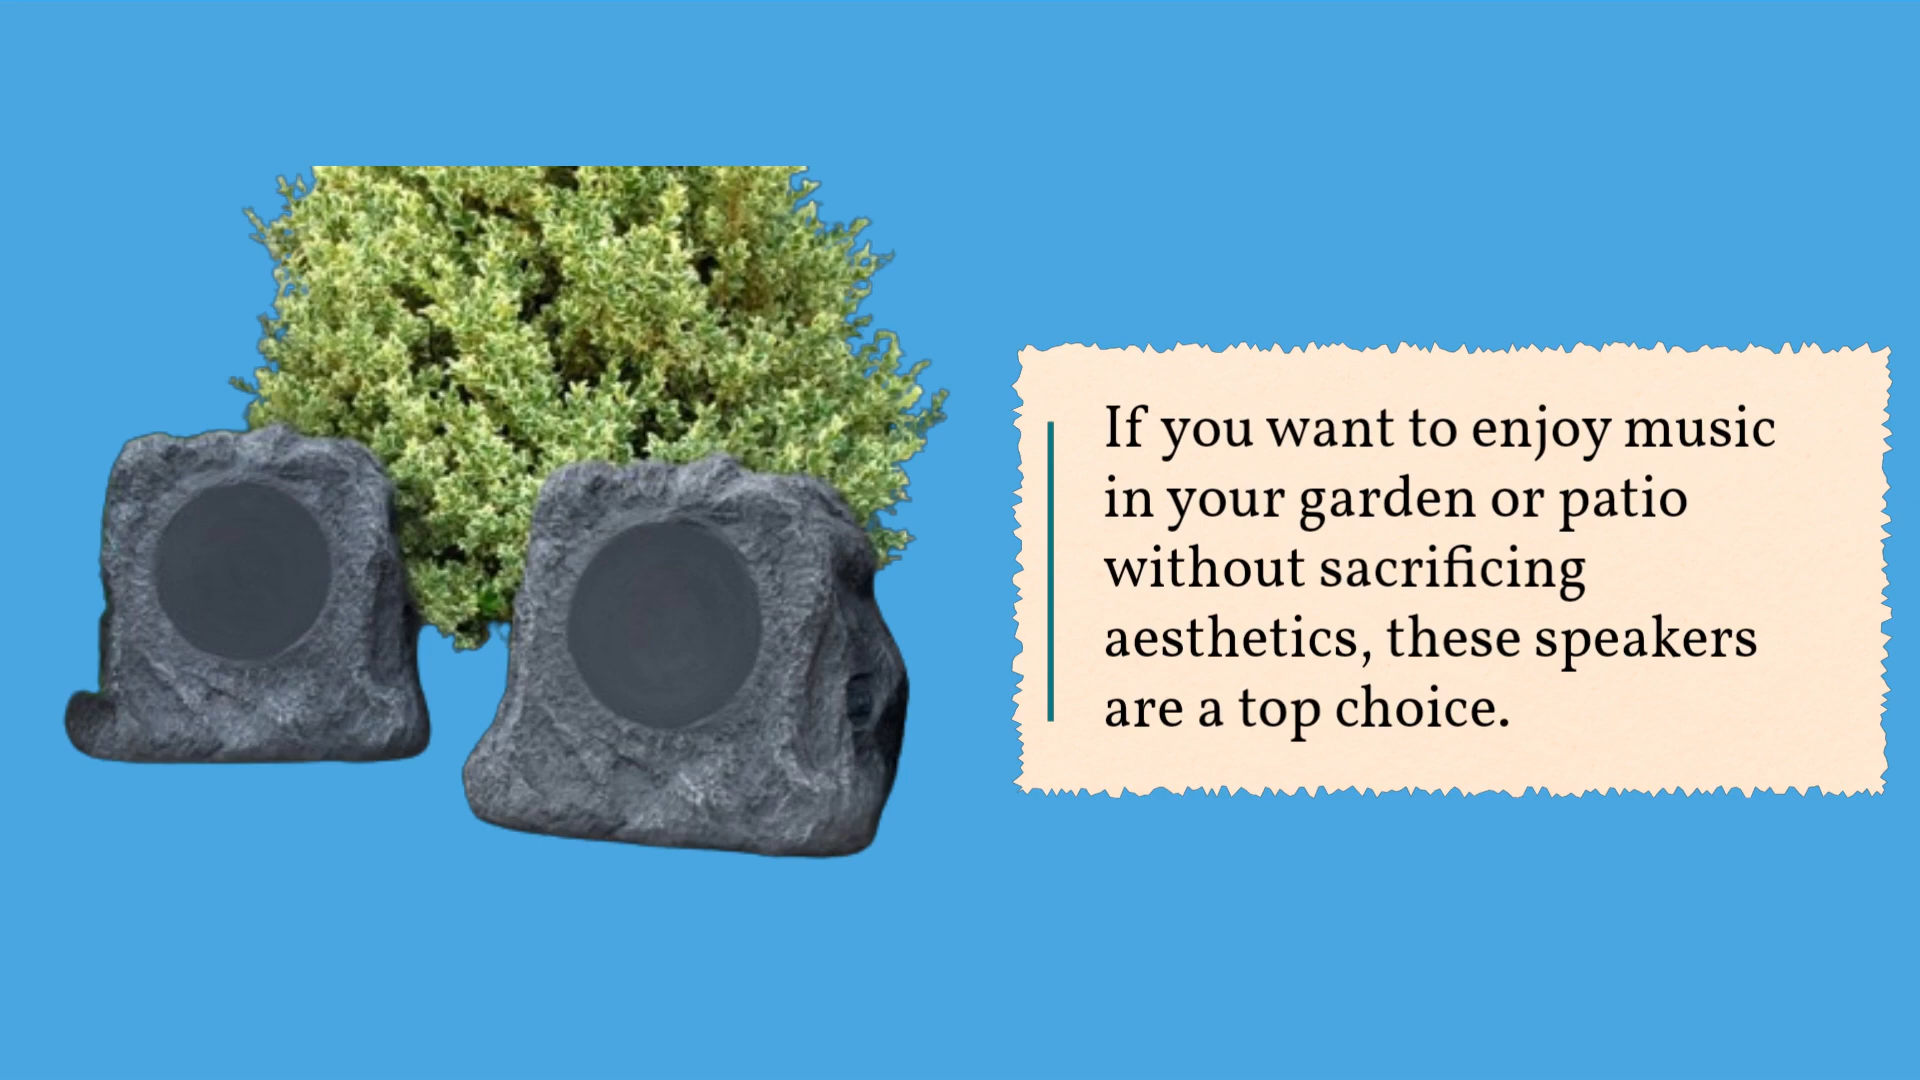 If you want to enjoy music
in your garden or patio
without sacrificing
aesthetics, these speakers
are a top choice.